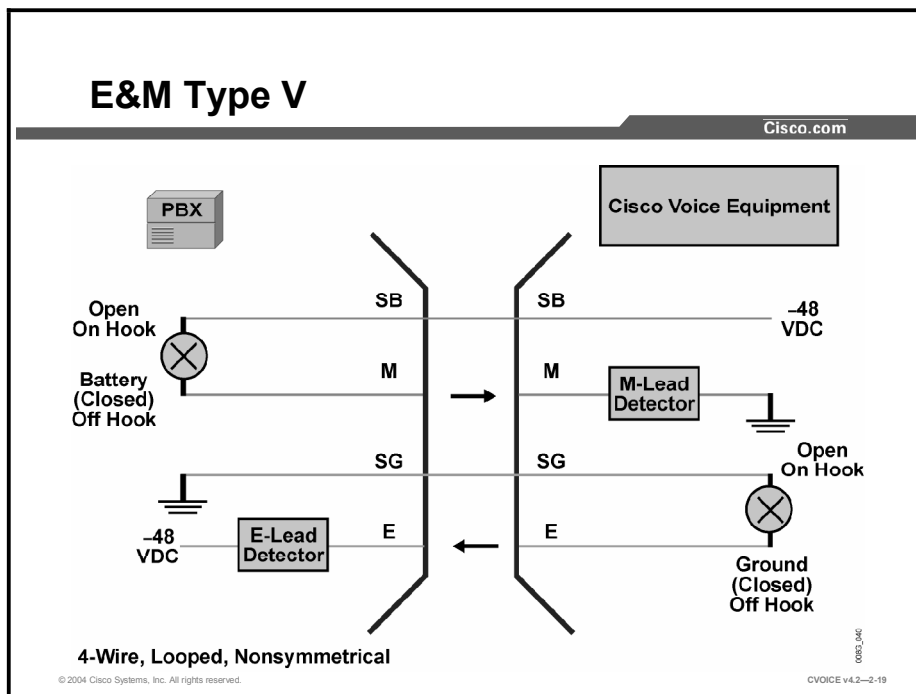 E&M Type V
Cisco.com
PBX
Cisco Voice Equipment
SB
SB
Open
On Hook
–48
VDC
Battery
(Closed)
Off Hook
M
M
M-Lead
Detector
SG
SG
Open
On Hook
–48
VDC
E-Lead
Detector
E
E
Ground
(Closed)
Off Hook
4-Wire, Looped, Nonsymmetrical
008G_040
© 2004 Cisco Systems, Inc. All rights reserved.
CVOICE v4.2—2-19